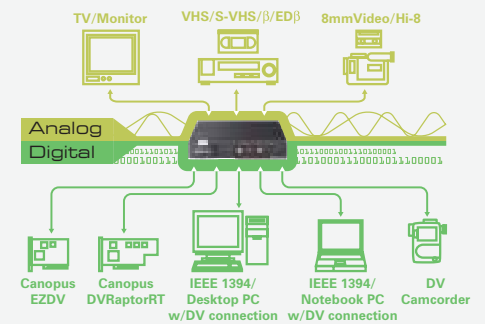 TV/Monitor
VHS/S-VHS/β/EDβ
8mmVideo/Hi-8
Analog
Digital
Canopus
EZDV
Canopus
DVRaptorRT
IEEE 1394/
Desktop PC
w/DV connection
IEEE 1394/
Notebook PC
w/DV connection
DV
Camcorder